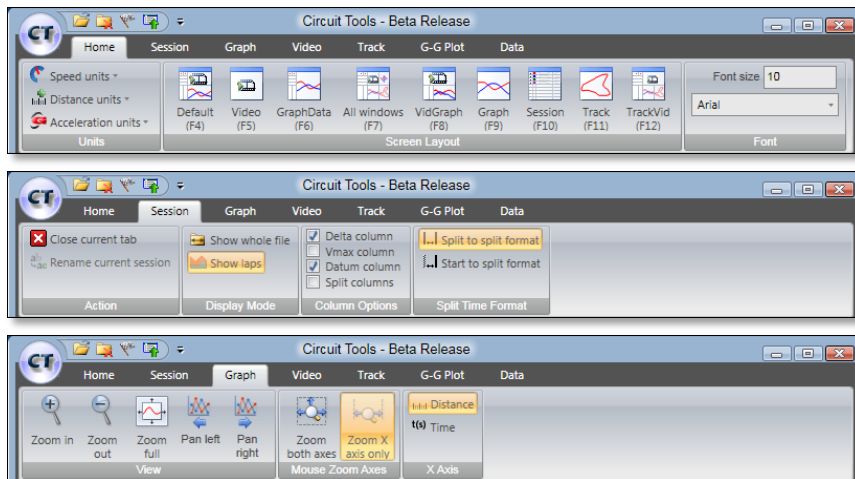 CT
Circuit Tools - Beta Release
Home Session Graph Video Track G-G Plot Data
Speed units
Distance units
Acceleration units
Units
Default (F4)
Video (F5)
GraphData (F6)
All windows (F7)
VidGraph (F8)
Graph (F9)
Session (F10)
Track (F11)
TrackVid (F12)
Screen Layout
Font size 10
Arial
Font
CT
Circuit Tools - Beta Release
Home Session Graph Video Track G-G Plot Data
Close current tab
Rename current session
Action
Show whole file
Show laps
Display Mode
Delta column
Vmax column
Datum column
Split columns
Column Options
Split to split format
Start to split format
Split Time Format
CT
Circuit Tools - Beta Release
Home Session Graph Video Track G-G Plot Data
Zoom in
Zoom out
Zoom full
Pan left
Pan right
View
Zoom both axes
Zoom X axis only
Mouse Zoom Axes
Distance
t(s) Time
X Axis